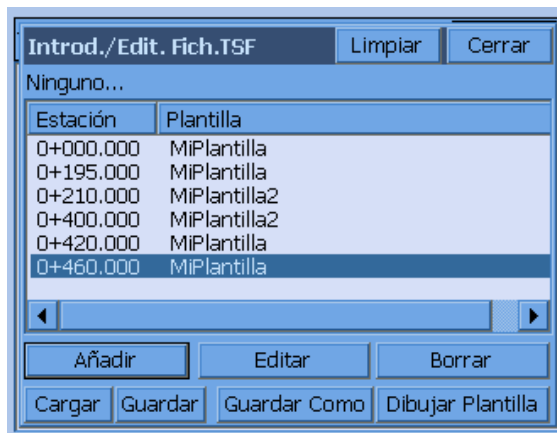 Introd./Edit. Fich.TSF Limpiar Cerrar
Ninguno...
Estación Plantilla
0+000.000 MiPlantilla
0+195.000 MiPlantilla
0+210.000 MiPlantilla2
0+400.000 MiPlantilla2
0+420.000 MiPlantilla
0+460.000 MiPlantilla
Añadir Editar Borrar
Cargar Guardar Guardar Como Dibujar Plantilla